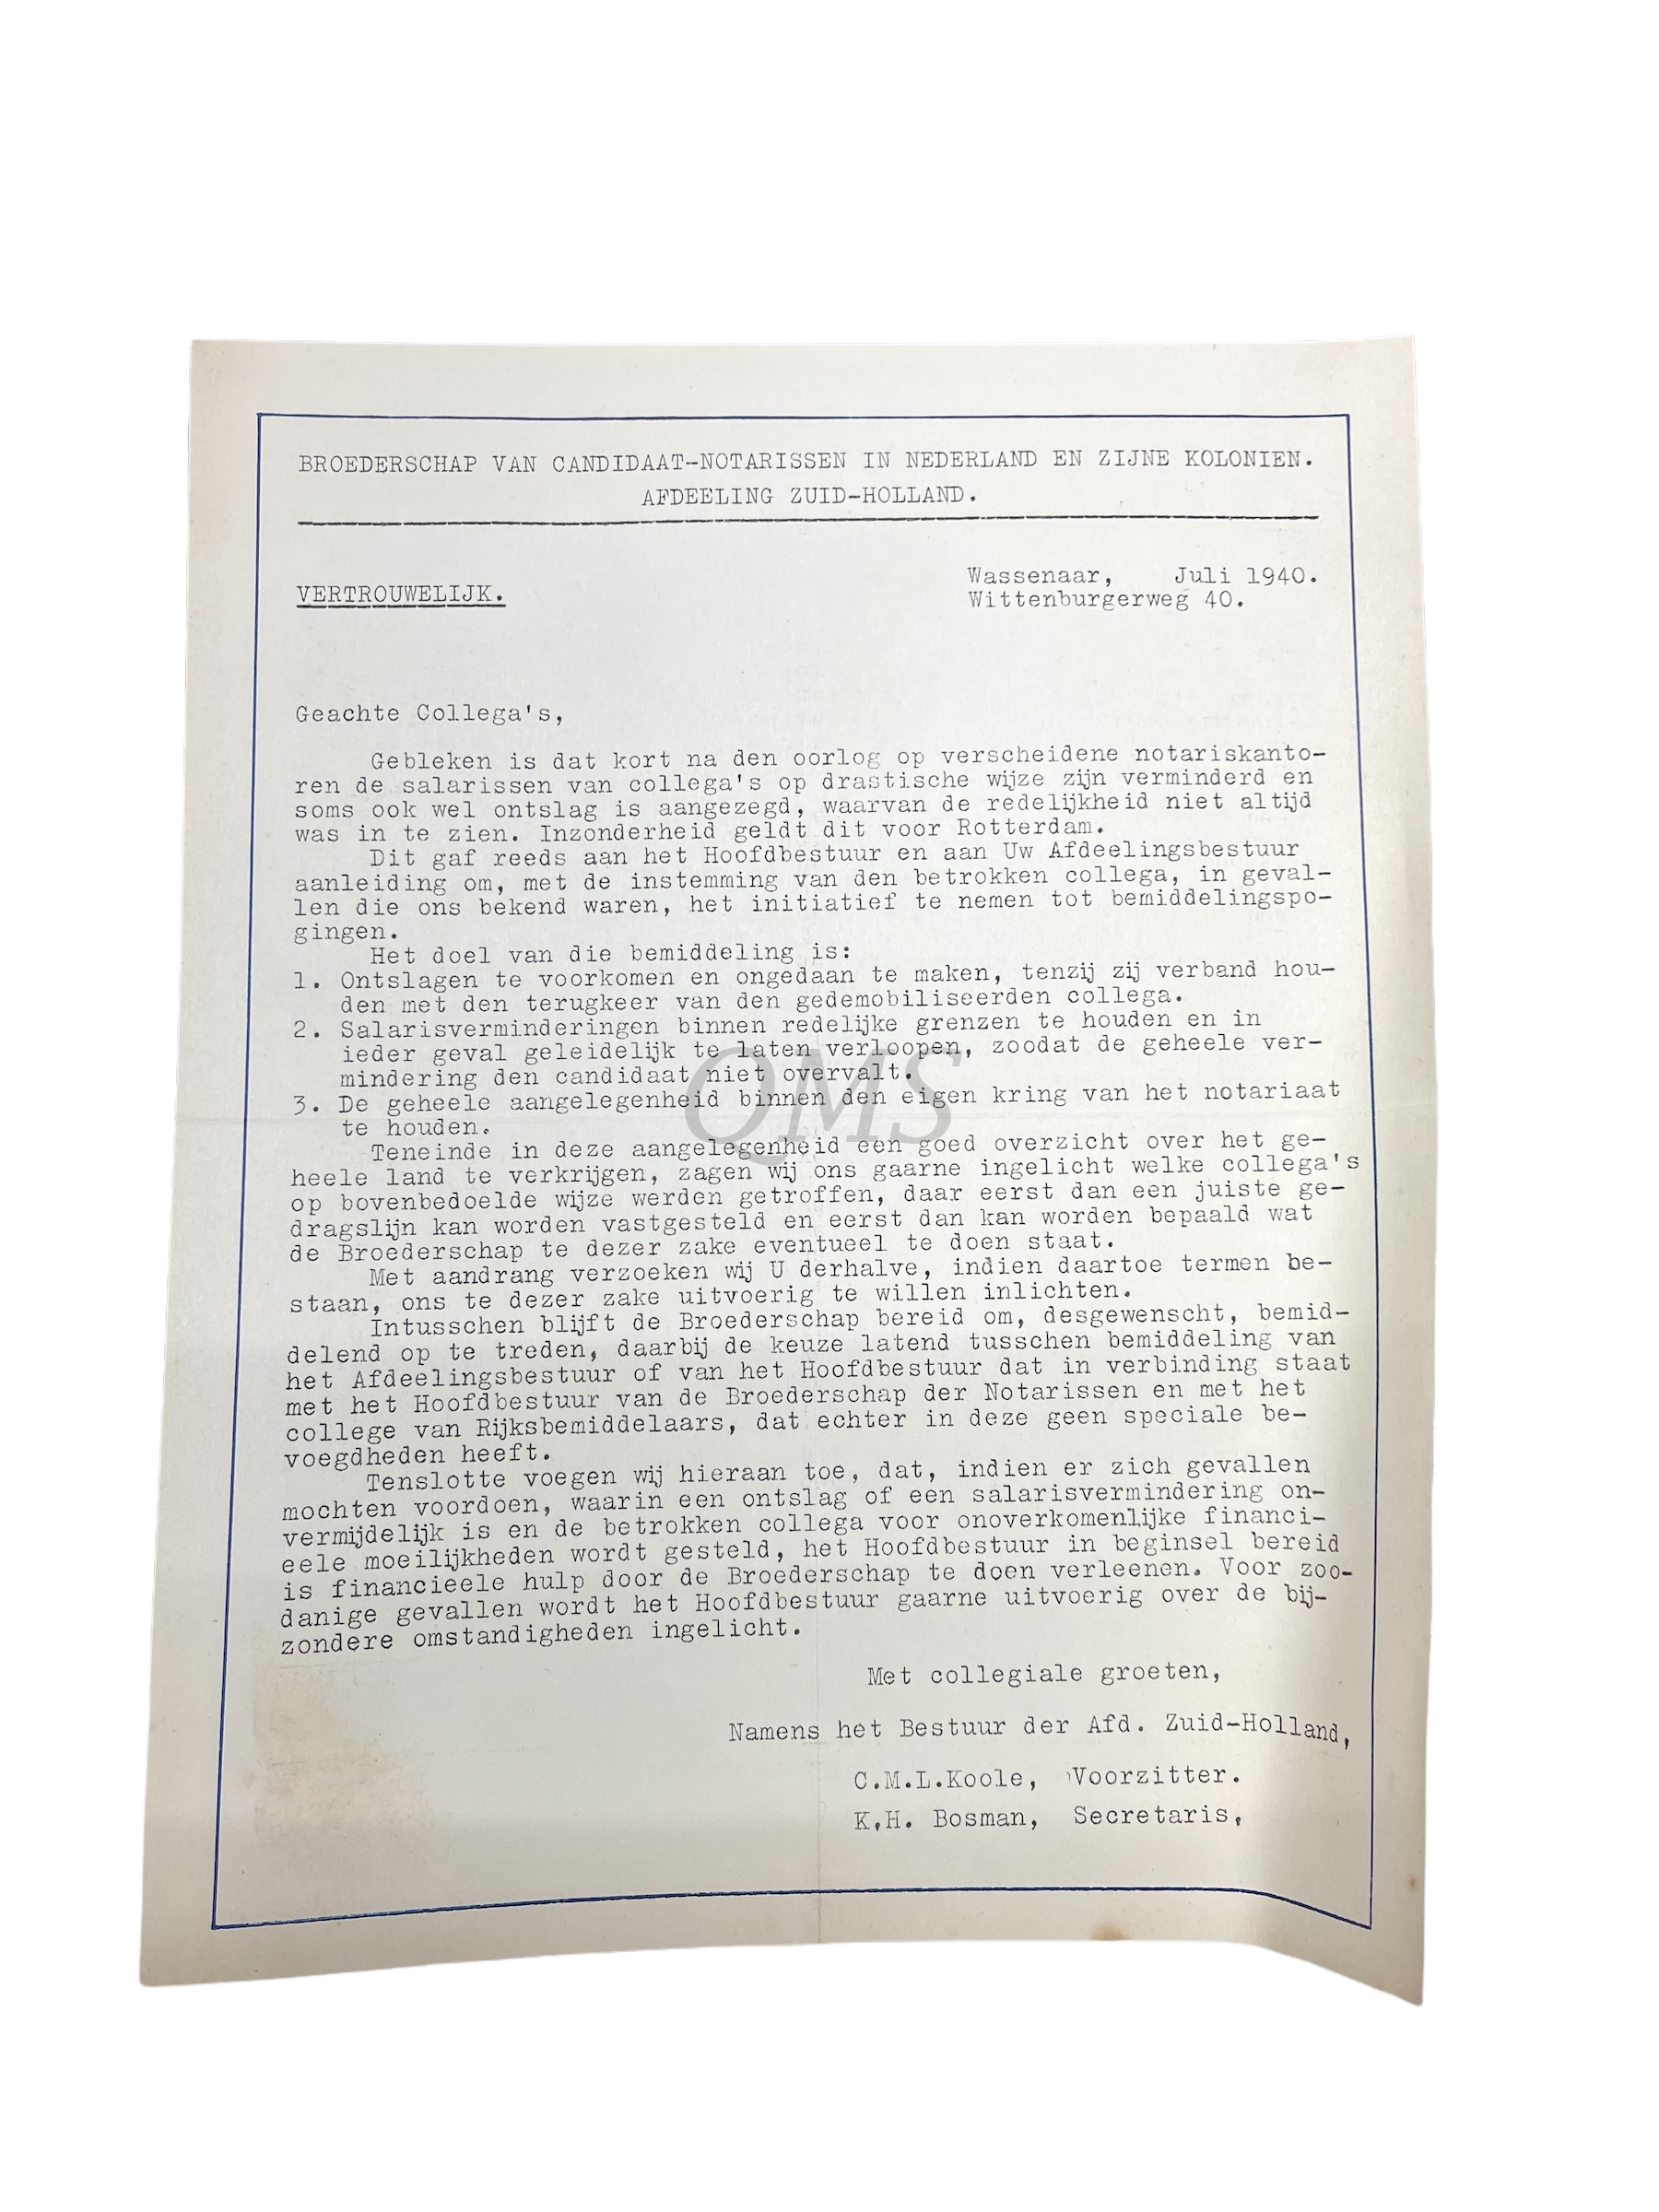 BROEDERSCHAP VAN CANDIDAAT-NOTARISSEN IN NEDERLAND EN ZIJNE KOLONIEN.
AFDEELING ZUID-HOLLAND.
Wassenaar, Juli 1940.
VERTROUWELIJK.
Wittenburgerweg 40.
Geachte Collega's,
Gebleken is dat kort na den oorlog op verscheidene notariskanto-
ren de salarissen van collega's op drastische wijze zijn verminderd en
soms ook wel ontslag is aangezegd, waarvan de redelijkheid niet altijd
was in te zien. Inzonderheid geldt dit voor Rotterdam.
Dit gaf reeds aan het Hoofdbestuur en aan Uw Afdeelingsbestuur
aanleiding om, met de instemming van den betrokken collega, in geval-
len die ons bekend waren, het initiatief te nemen tot bemiddelingspo-
gingen.
Het doel van die bemiddeling is:
1. Ontslagen te voorkomen en ongedaan te maken, tenzij zij verband hou-
den met den terugkeer van den gedemobiliseerden collega.
2. Salarisverminderingen binnen redelijke grenzen te houden en in
ieder geval geleidelijk te laten verloopen, zoodat de geheele ver-
mindering den candidaat niet overvalt.
3. De geheele aangelegenheid binnen den eigen kring van het notariaat
te houden.
QMS
Teneinde in deze aangelegenheid een goed overzicht over het ge-
heele land te verkrijgen, zagen wij ons gaarne ingelicht welke collega's
op bovenbedoelde wijze werden getroffen, daar eerst dan een juiste ge-
dragslijn kan worden vastgesteld en eerst dan kan worden bepaald wat
de Broederschap te dezer zake eventueel te doen staat.
Met aandrang verzoeken wij U derhalve, indien daartoe termen be-
staan, ons te dezer zake uitvoerig te willen inlichten.
Intusschen blijft de Broederschap bereid om, desgewenscht, bemid-
delend op te treden, daarbij de keuze latend tusschen bemiddeling van
het Afdeelingsbestuur of van het Hoofdbestuur dat in verbinding staat
met het Hoofdbestuur van de Broederschap der Notarissen en met het
college van Rijksbemiddelaars, dat echter in deze geen speciale be-
voegdheden heeft.
Tenslotte voegen wij hieraan toe, dat, indien er zich gevallen
mochten voordoen, waarin een ontslag of een salarisvermindering on-
vermijdelijk is en de betrokken collega voor onoverkomenlijke financi-
eele moeilijkheden wordt gesteld, het Hoofdbestuur in beginsel bereid
is financieele hulp door de Broederschap te doen verleenen. Voor zoo-
danige gevallen wordt het Hoofdbestuur gaarne uitvoerig over de bij-
zondere omstandigheden ingelicht.
Met collegiale groeten,
Namens het Bestuur der Afd. Zuid-Holland,
C.M.L.Koole, Voorzitter.
K.H. Bosman, Secretaris,